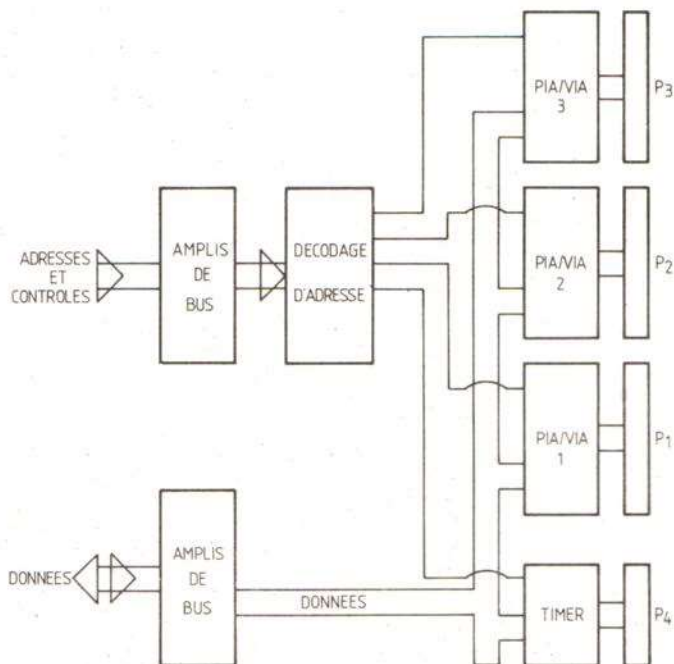 PIA/VIA
3
P3
ADRESSES
ET
CONTROLES
AMPLIS
DE
BUS
DECODAGE
D'ADRESSE
PIA/VIA
2
P2
PIA/VIA
1
P1
DONNEES
AMPLIS
DE
BUS
DONNEES
TIMER
P4